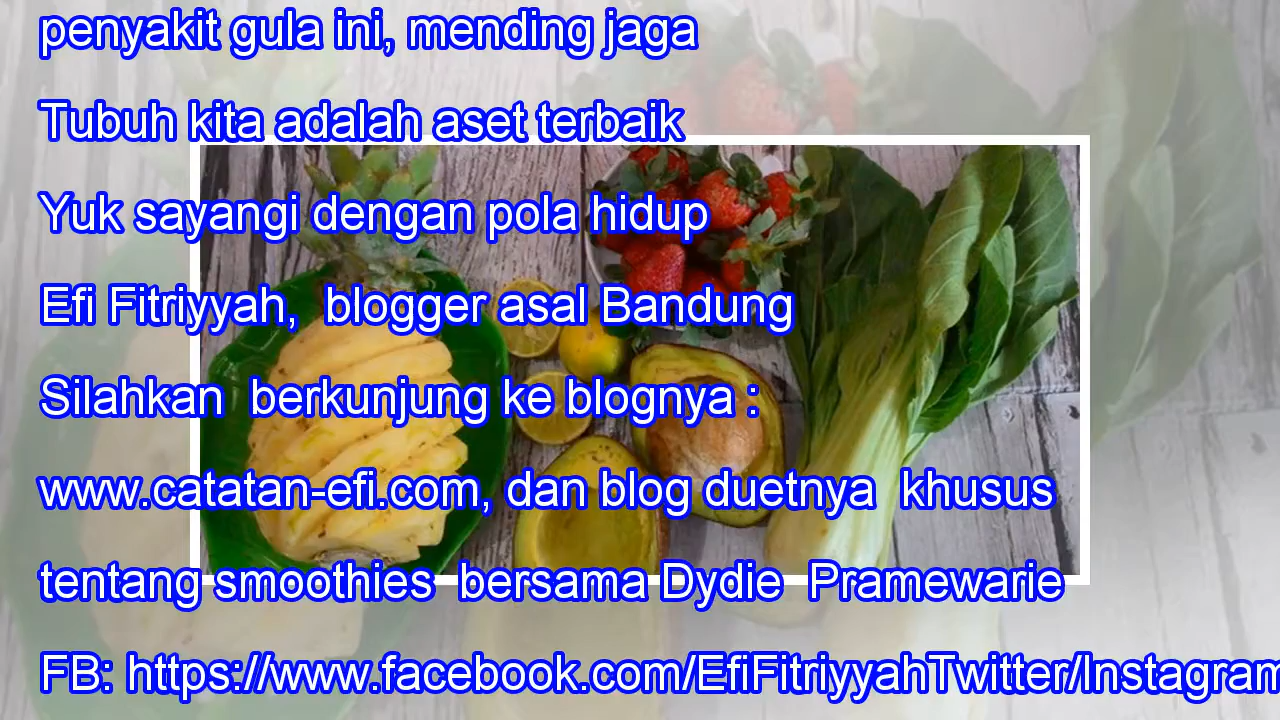 penyakit gula ini, mending jaga
Tubuh kita adalah aset terbaik
Yuk sayangi dengan pola hidup
Efi Fitriyyah, blogger asal Bandung
Silahkan berkunjung ke blognya :
www.catatan-efi.com, dan blog duetnya khusus
tentang smoothies bersama Dydie Pramewarie
FB: https://www.facebook.com/EfiFitriyyahTwitter/Instagram